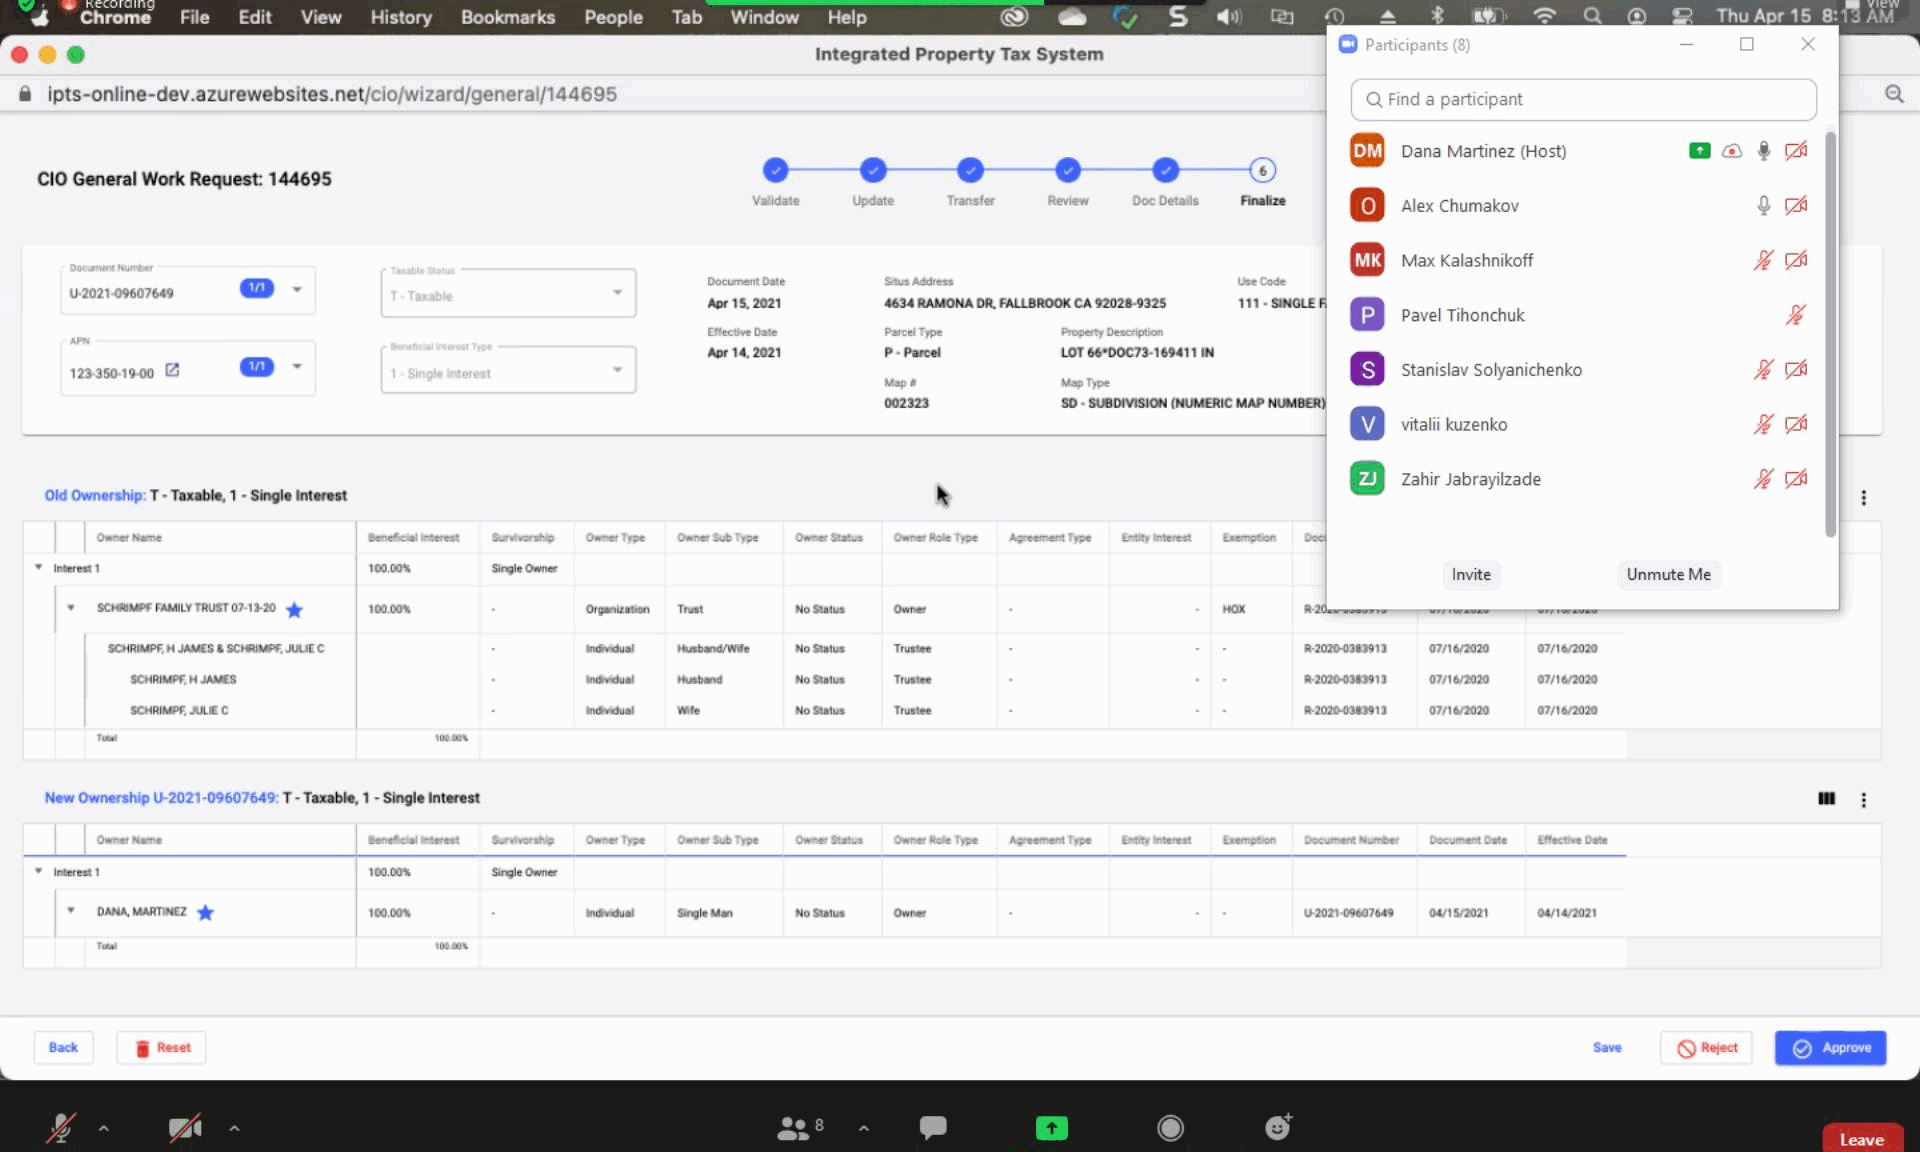 Recording
Chrome File Edit View History Bookmarks People Tab Window Help
Thu Apr 15 8:13 AM
View
Integrated Property Tax System
ipts-online-dev.azurewebsites.net/cio/wizard/general/144695
Participants (8)
Find a participant
DM Dana Martinez (Host)
O Alex Chumakov
MK Max Kalashnikoff
P Pavel Tihonchuk
S Stanislav Solyanichenko
V vitalii kuzenko
ZJ Zahir Jabrayilzade
Invite Unmute Me
CIO General Work Request: 144695
6
Validate Update Transfer Review Doc Details Finalize
Document Number
U-2021-09607649 1/1
APN
123-350-19-00 1/1
Taxable Status
T - Taxable
Beneficial Interest Type
1 - Single Interest
Document Date
Apr 15, 2021
Effective Date
Apr 14, 2021
Situs Address
4634 RAMONA DR, FALLBROOK CA 92028-9325
Use Code
111 - SINGLE F
Parcel Type
P - Parcel
Property Description
LOT 66*DOC73-169411 IN
Map #
002323
Map Type
SD - SUBDIVISION (NUMERIC MAP NUMBER)
Old Ownership: T - Taxable, 1 - Single Interest
Owner Name Beneficial Interest Survivorship Owner Type Owner Sub Type Owner Status Owner Role Type Agreement Type Entity Interest Exemption Doc
Interest 1 100.00% Single Owner
SCHRIMPF FAMILY TRUST 07-13-20 100.00% - Organization Trust No Status Owner - - HOX R-2020-0383913 07/16/2020 07/16/2020
SCHRIMPF, H JAMES & SCHRIMPF, JULIE C - Individual Husband/Wife No Status Trustee - - - R-2020-0383913 07/16/2020 07/16/2020
SCHRIMPF, H JAMES - Individual Husband No Status Trustee - - - R-2020-0383913 07/16/2020 07/16/2020
SCHRIMPF, JULIE C - Individual Wife No Status Trustee - - - R-2020-0383913 07/16/2020 07/16/2020
Total 100.00%
New Ownership U-2021-09607649: T - Taxable, 1 - Single Interest
Owner Name Beneficial Interest Survivorship Owner Type Owner Sub Type Owner Status Owner Role Type Agreement Type Entity Interest Exemption Document Number Document Date Effective Date
Interest 1 100.00% Single Owner
DANA, MARTINEZ 100.00% - Individual Single Man No Status Owner - - - U-2021-09607649 04/15/2021 04/14/2021
Total 100.00%
Back Reset Save Reject Approve
8
Leave